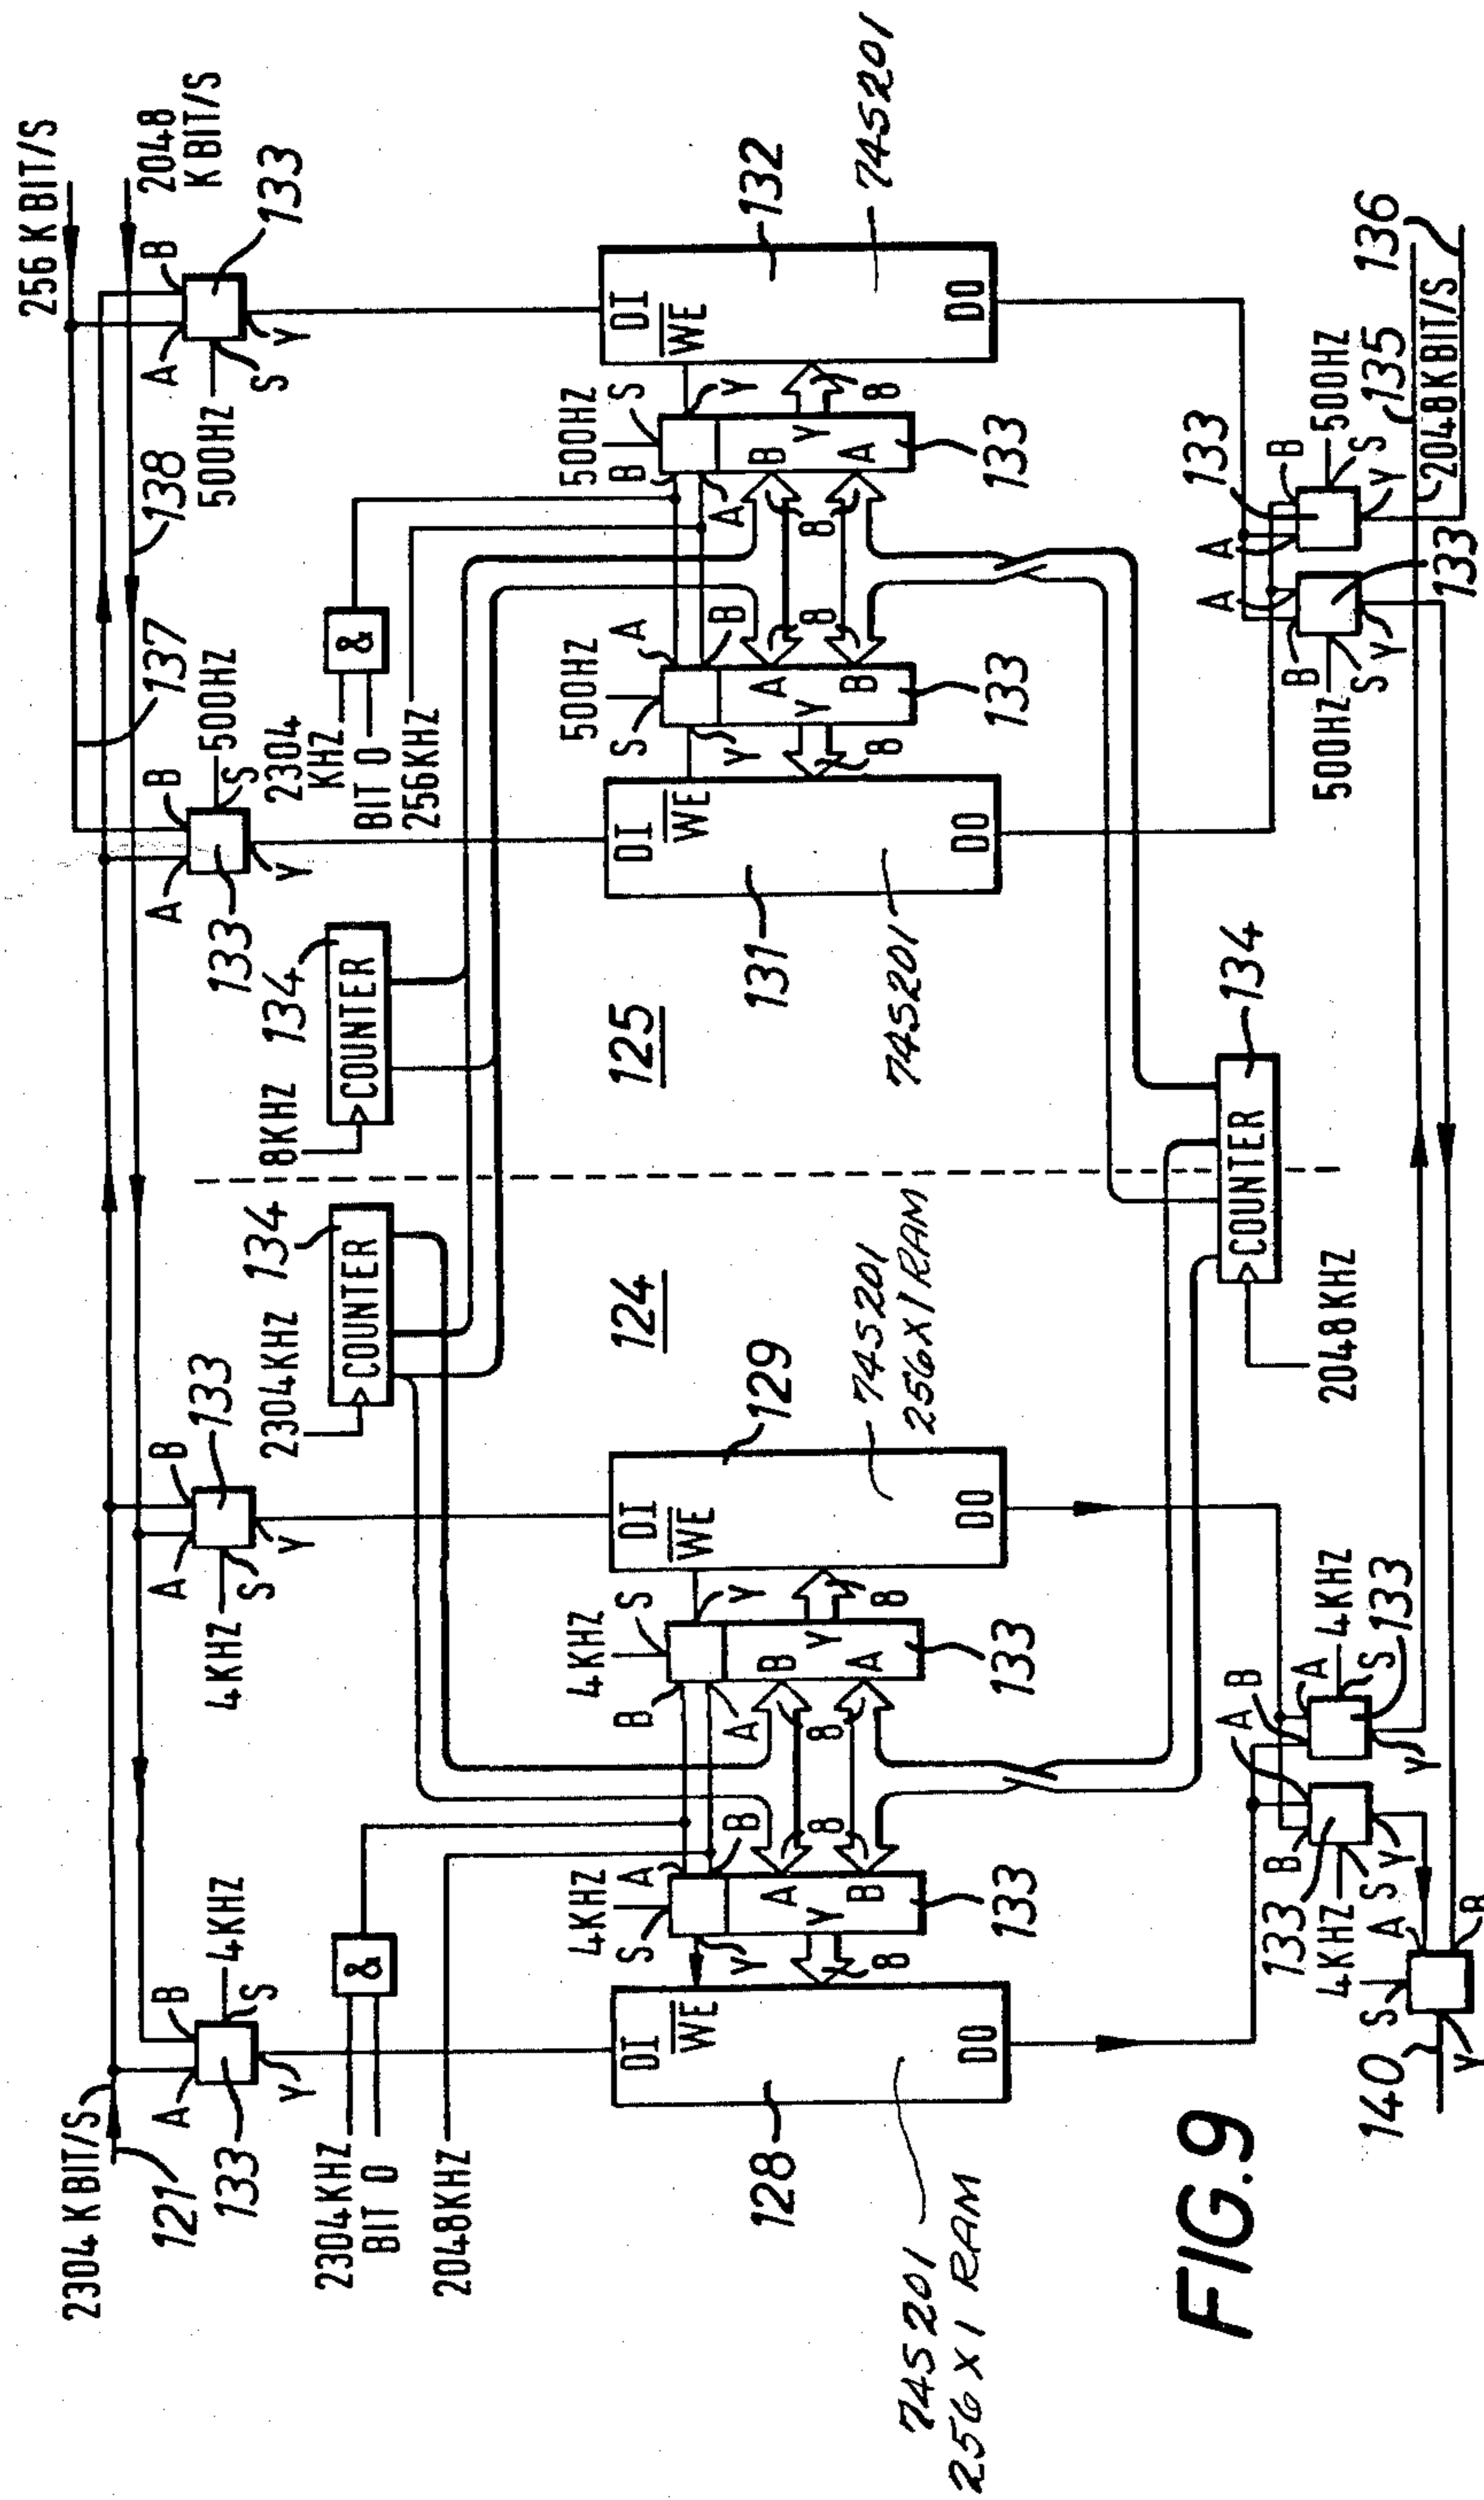 2304 K BIT/S
121
A
B
133
Y
4KHZ
S
A
B
133
4KHZ
S
Y
137
138
A
B
133
500HZ
S
Y
256 K BIT/S
2048
K BIT/S
A
B
133
500HZ
S
Y
2304KHZ
BIT 0
&
2048KHZ
2304KHZ
COUNTER
134
8KHZ
COUNTER
134
2304
KHZ
BIT 0
&
256KHZ
4KHZ
S
A
B
Y
A
Y
B
8
133
8
8
4KHZ
S
B
A
Y
B
Y
A
8
133
500HZ
S
A
B
Y
A
Y
B
8
133
8
8
500HZ
S
B
A
Y
B
Y
A
8
133
DI
WE
DO
128
74S201
256 X 1 RAM
DI
WE
DO
129
74S201
256 X 1 RAM
124
125
DI
WE
DO
131
74S201
DI
WE
DO
132
74S201
2048KHZ
COUNTER
134
A
B
B
133
4KHZ
S
Y
A
4KHZ
S
133
Y
S
A
B
Y
140
A
A
133
B
B
500HZ
S
Y
133
500HZ
S
Y
135
136
2048 K BIT/S
FIG.9